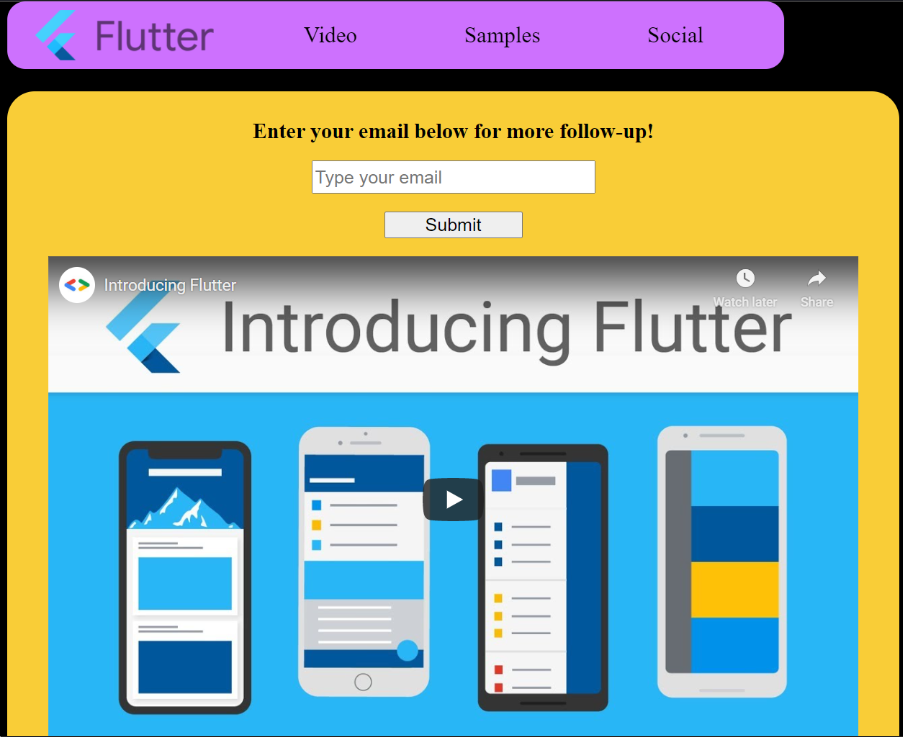 Flutter Video Samples Social
Enter your email below for more follow-up!
Type your email
Submit
Introducing Flutter
Watch later Share
Introducing Flutter